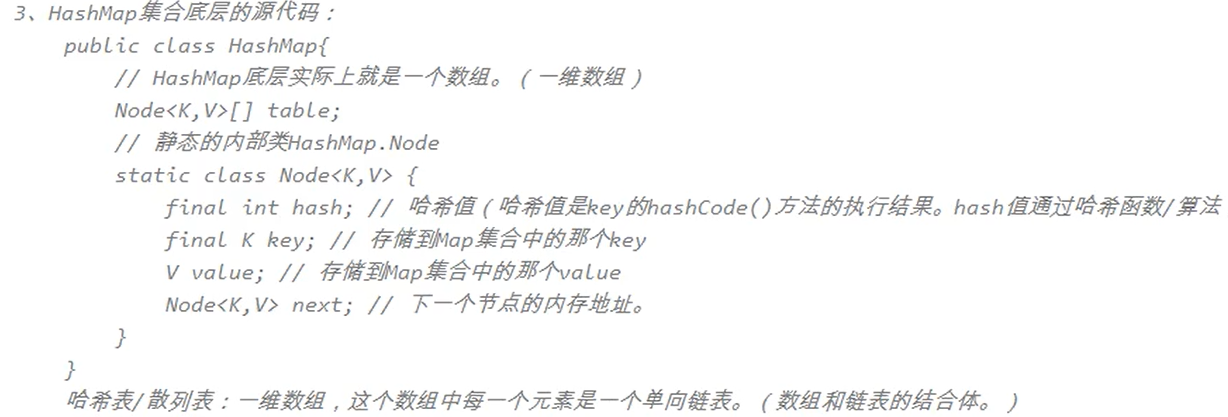 3、HashMap集合底层的源代码：
public class HashMap{
// HashMap底层实际上就是一个数组。（一维数组）
Node<K,V>[] table;
// 静态的内部类HashMap.Node
static class Node<K,V> {
final int hash; // 哈希值（哈希值是key的hashCode()方法的执行结果。hash值通过哈希函数/算法
final K key; // 存储到Map集合中的那个key
V value; // 存储到Map集合中的那个value
Node<K,V> next; // 下一个节点的内存地址。
}
}
哈希表/散列表：一维数组，这个数组中每一个元素是一个单向链表。（数组和链表的结合体。）